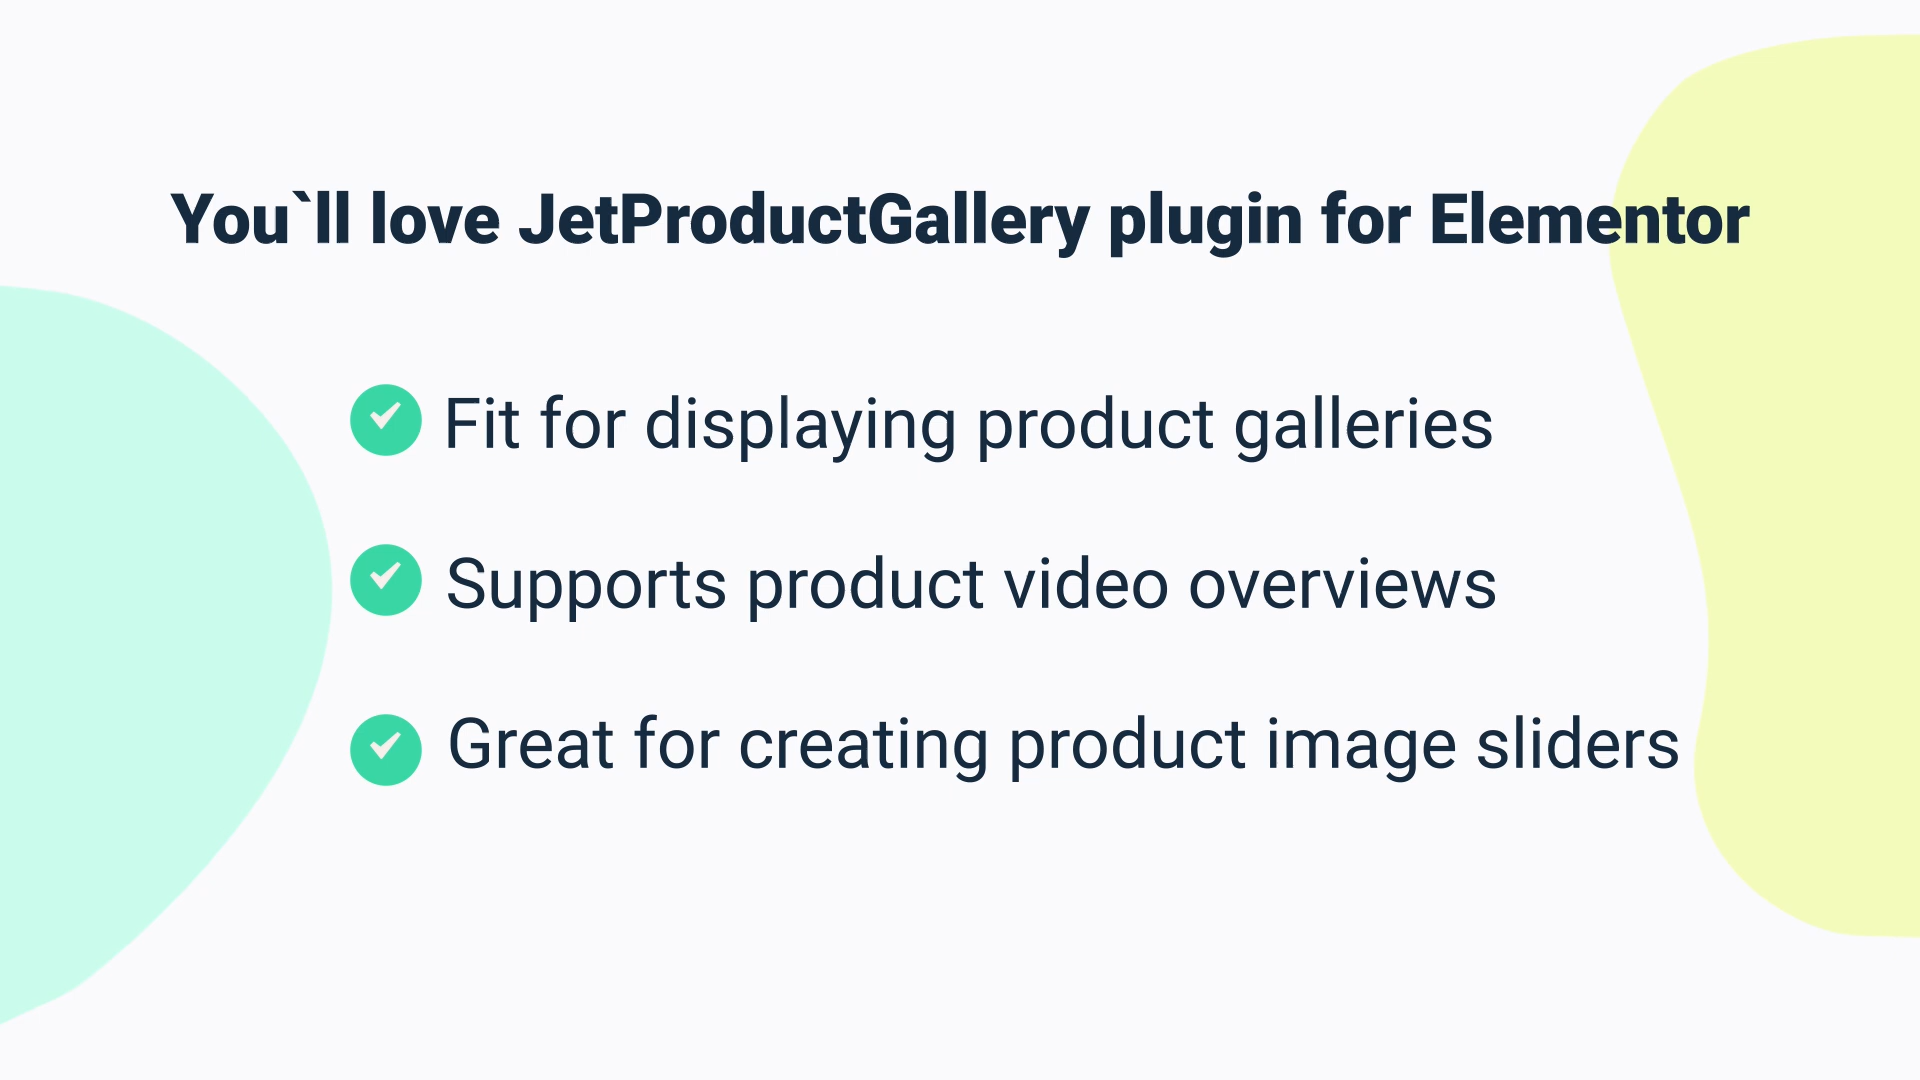 You`ll love JetProductGallery plugin for Elementor
Fit for displaying product galleries
Supports product video overviews
Great for creating product image sliders